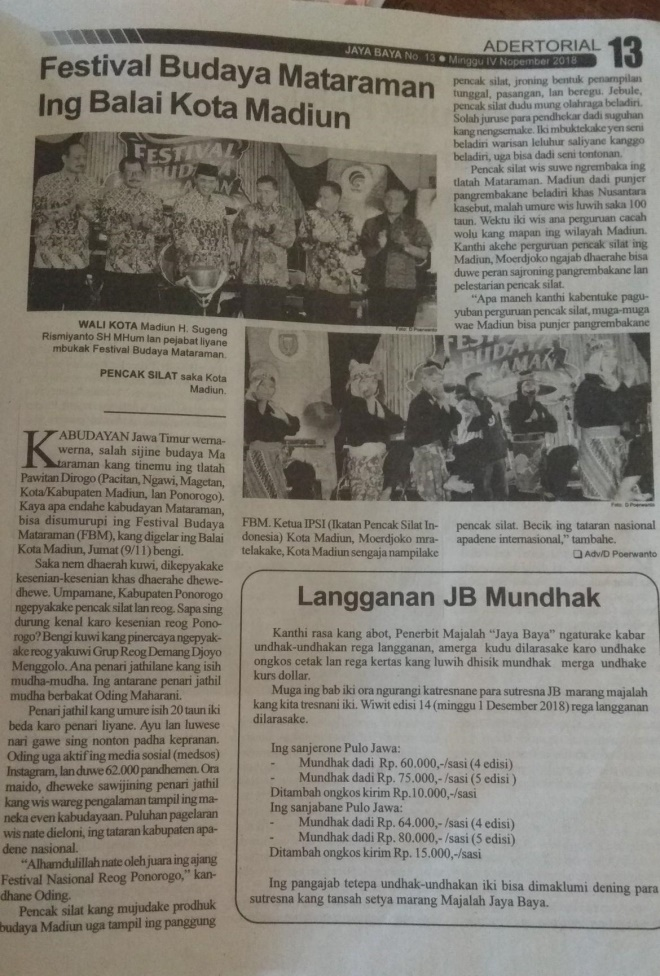 JAYA BAYA No. 13 ● Minggu IV Nopember 2018
ADERTORIAL
13
Festival Budaya Mataraman
Ing Balai Kota Madiun
FESTIVAL
WALI KOTA Madiun H. Sugeng
Rismiyanto SH MHum lan pejabat liyane
mbukak Festival Budaya Mataraman.
PENCAK SILAT saka Kota
Madiun.
Foto: D.Poerwanto
Foto: D.Poerwanto
KABUDAYAN Jawa Timur werna-
werna, salah sijine budaya Ma
taraman kang tinemu ing tlatah
Pawitan Dirogo (Pacitan, Ngawi, Magetan,
Kota/Kabupaten Madiun, lan Ponorogo).
Kaya apa endahe kabudayan Mataraman,
bisa disumurupi ing Festival Budaya
Mataraman (FBM), kang digelar ing Balai
Kota Madiun, Jumat (9/11) bengi.
Saka nem dhaerah kuwi, dikepyakake
kesenian-kesenian khas dhaerahe dhewe-
dhewe. Umpamane, Kabupaten Ponorogo
ngepyakake pencak silat lan reog. Sapa sing
durung kenal karo kesenian reog Pono-
rogo? Bengi kuwi kang pinercaya ngepyak-
ake reog yakuwi Grup Reog Demang Djoyo
Menggolo. Ana penari jathilane kang isih
mudha-mudha. Ing antarane penari jathil
mudha berbakat Oding Maharani.
Penari jathil kang umure isih 20 taun iki
beda karo penari liyane. Ayu lan luwese
nari gawe sing nonton padha kepranan.
Oding uga aktif ing media sosial (medsos)
Instagram, lan duwe 62.000 pandhemen. Ora
maido, dheweke sawijining penari jathil
kang wis wareg pengalaman tampil ing ma-
neka even kabudayaan. Puluhan pagelaran
wis nate dieloni, ing tataran kabupaten apa-
dene nasional.
"Alhamdulillah nate oleh juara ing ajang
Festival Nasional Reog Ponorogo," kan-
dhane Oding.
Pencak silat kang mujudake prodhuk
budaya Madiun uga tampil ing panggung
FBM. Ketua IPSI (Ikatan Pencak Silat In-
donesia) Kota Madiun, Moerdjoko mra-
telakake, Kota Madiun sengaja nampilake
pencak silat, jroning bentuk penampilan
tunggal, pasangan, lan beregu. Jebule,
pencak silat dudu mung olahraga beladiri.
Solah juruse para pendhekar dadi suguhan
kang nengsemake. Iki mbuktekake yen seni
beladiri warisan leluhur saliyane kanggo
beladiri, uga bisa dadi seni tontonan.
Pencak silat wis suwe ngrembaka ing
tlatah Mataraman. Madiun dadi punjer
pangrembakane beladiri khas Nusantara
kasebut, malah umure wis luwih saka 100
taun. Wektu iki wis ana perguruan cacah
wolu kang mapan ing wilayah Madiun.
Kanthi akehe perguruan pencak silat ing
Madiun, Moerdjoko ngajab dhaerahe bisa
duwe peran sajroning pangrembakane lan
pelestarian pencak silat.
"Apa maneh kanthi kabentuke pagu-
yuban perguruan pencak silat, muga-muga
wae Madiun bisa punjer pangrembakane
pencak silat. Becik ing tataran nasional
apadene internasional," tambahe.
❑ Adv/D Poerwanto
Langganan JB Mundhak
Kanthi rasa kang abot, Penerbit Majalah "Jaya Baya" ngaturake kabar
undhak-undhakan rega langganan, amerga kudu dilarasake karo undhake
ongkos cetak lan rega kertas kang luwih dhisik mundhak merga undhake
kurs dollar.
Muga ing bab iki ora ngurangi katresnane para sutresna JB marang majalah
kang kita tresnani iki. Wiwit edisi 14 (minggu 1 Desember 2018) rega langganan
dilarasake.
Ing sanjerone Pulo Jawa:
- Mundhak dadi Rp. 60.000,-/sasi (4 edisi)
- Mundhak dadi Rp. 75.000,-/sasi (5 edisi )
Ditambah ongkos kirim Rp.10.000,-/sasi
Ing sanjabane Pulo Jawa:
- Mundhak dadi Rp. 64.000,- /sasi (4 edisi)
- Mundhak dadi Rp. 80.000,- /sasi (5 edisi)
Ditambah ongkos kirim Rp. 15.000,-/sasi
Ing pangajab tetepa undhak-undhakan iki bisa dimaklumi dening para
sutresna kang tansah setya marang Majalah Jaya Baya.